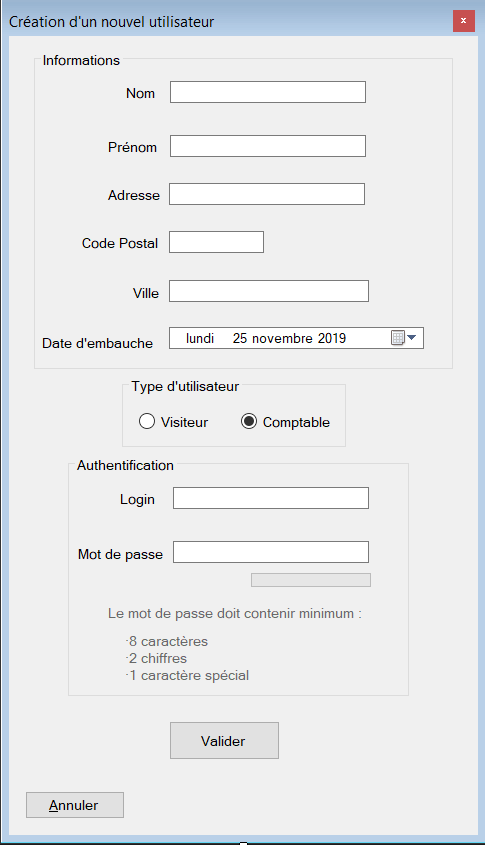 Création d'un nouvel utilisateur x
Informations
Nom
Prénom
Adresse
Code Postal
Ville
Date d'embauche lundi 25 novembre 2019
Type d'utilisateur
Visiteur Comptable
Authentification
Login
Mot de passe
Le mot de passe doit contenir minimum :
·8 caractères
·2 chiffres
·1 caractère spécial
Valider
Annuler